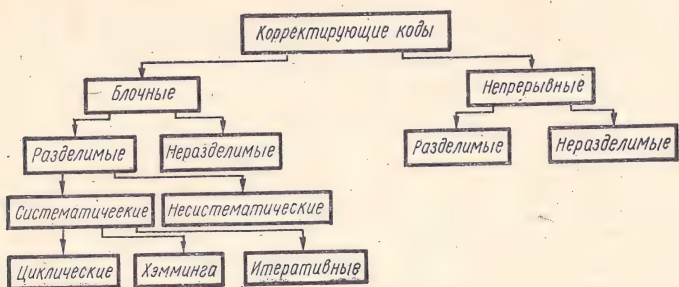 Корректирующие коды
Блочные
Непрерывные
Разделимые
Неразделимые
Разделимые
Неразделимые
Систематичеекие
Несистематические
Циклические
Хэмминга
Итеративные